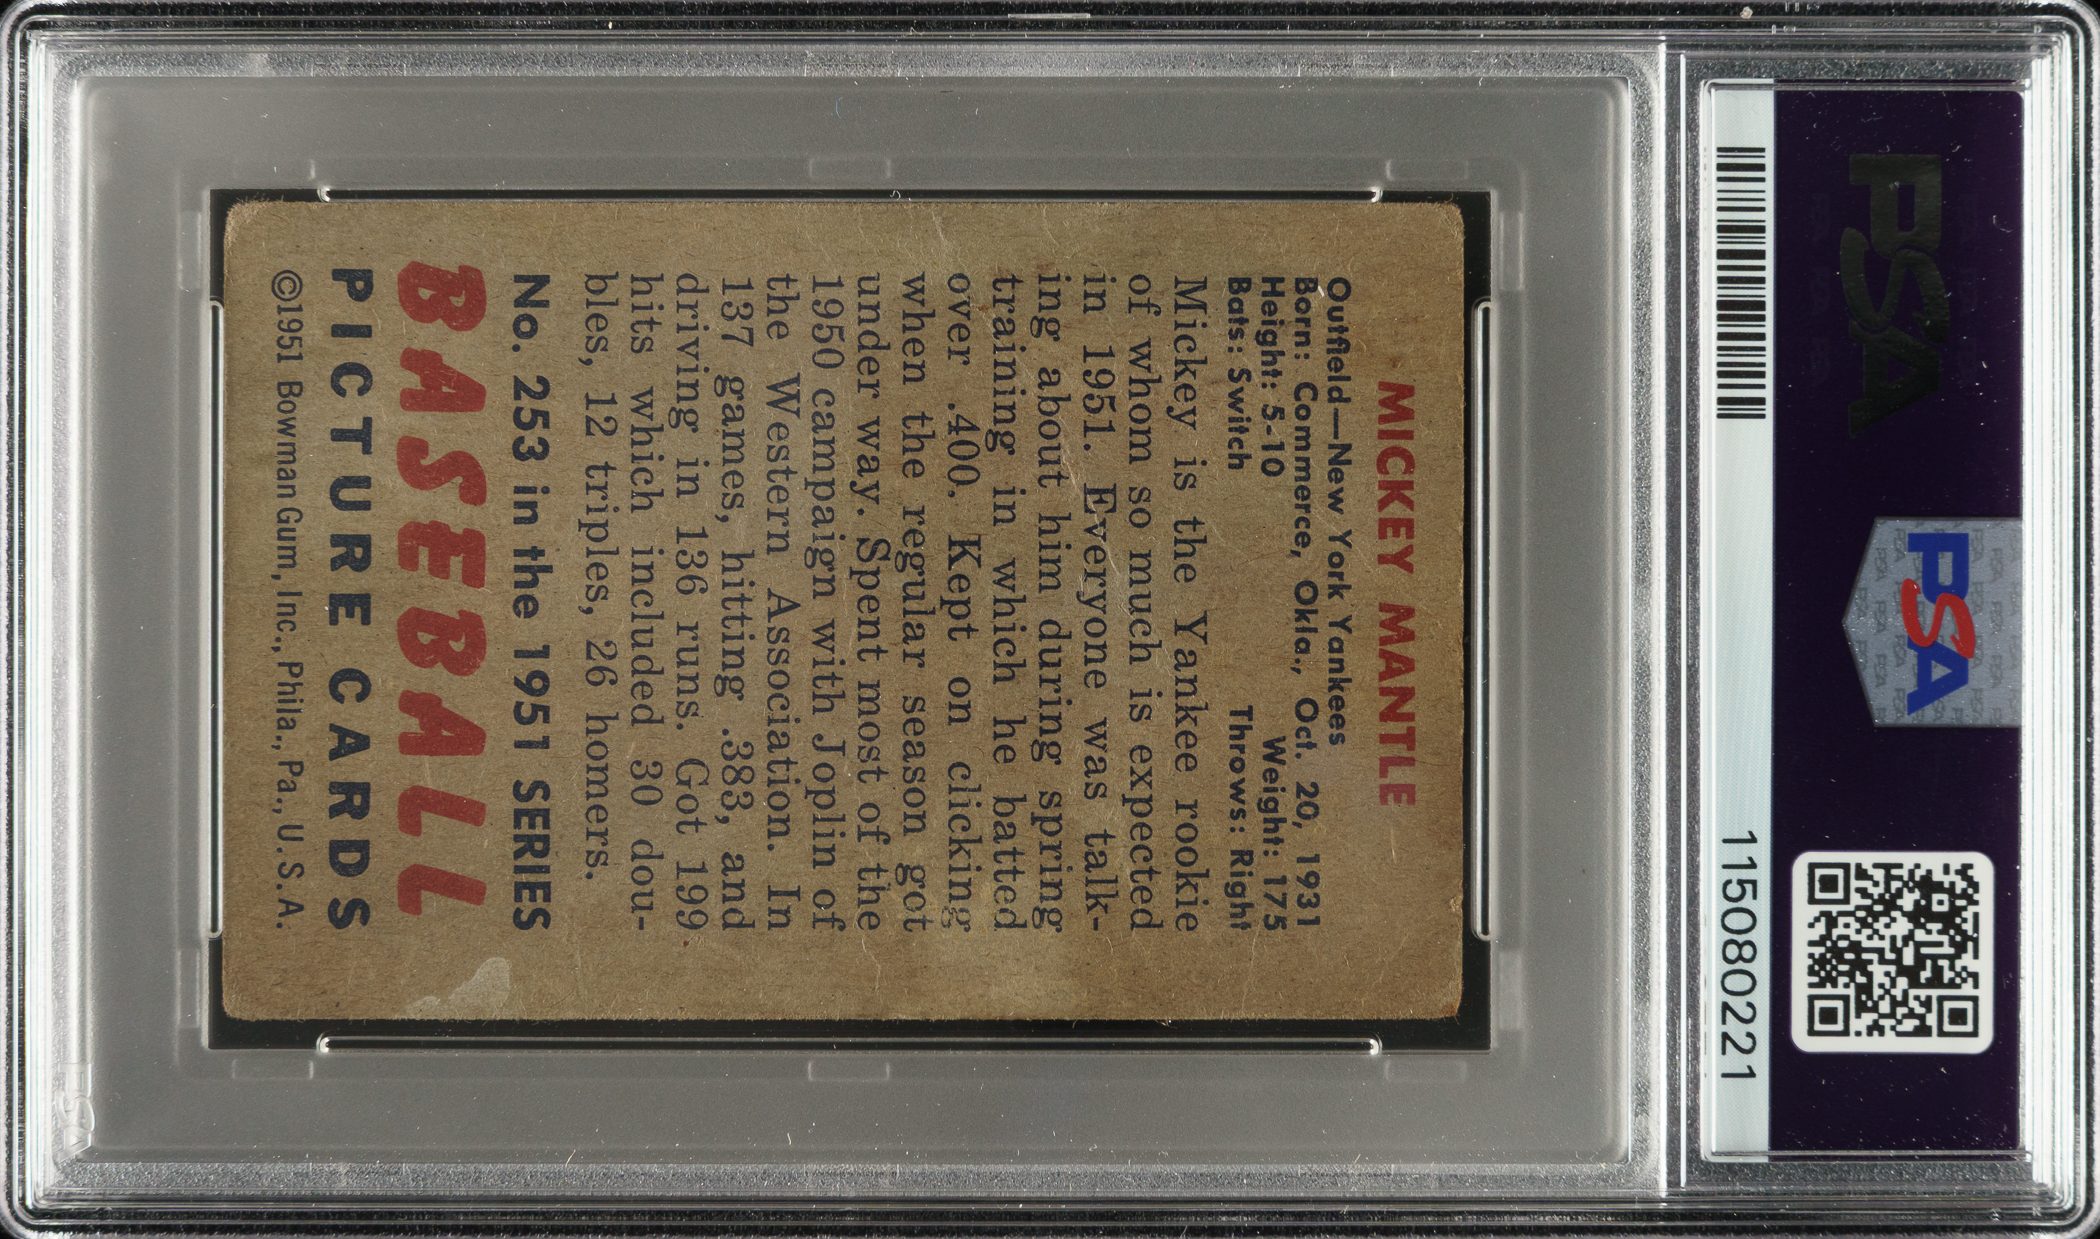 PSA
PSA
115080221
MICKEY MANTLE
Outfield—New York Yankees
Born: Commerce, Okla., Oct. 20, 1931
Height: 5-10 Weight: 175
Bats: Switch Throws: Right
Mickey is the Yankee rookie
of whom so much is expected
in 1951. Everyone was talk-
ing about him during spring
training in which he batted
over .400. Kept on clicking
when the regular season got
under way. Spent most of the
1950 campaign with Joplin of
the Western Association. In
137 games, hitting .383, and
driving in 136 runs. Got 199
hits which included 30 dou-
bles, 12 triples, 26 homers.
No. 253 in the 1951 SERIES
BASEBALL
PICTURE CARDS
©1951 Bowman Gum, Inc., Phila., Pa., U.S.A.